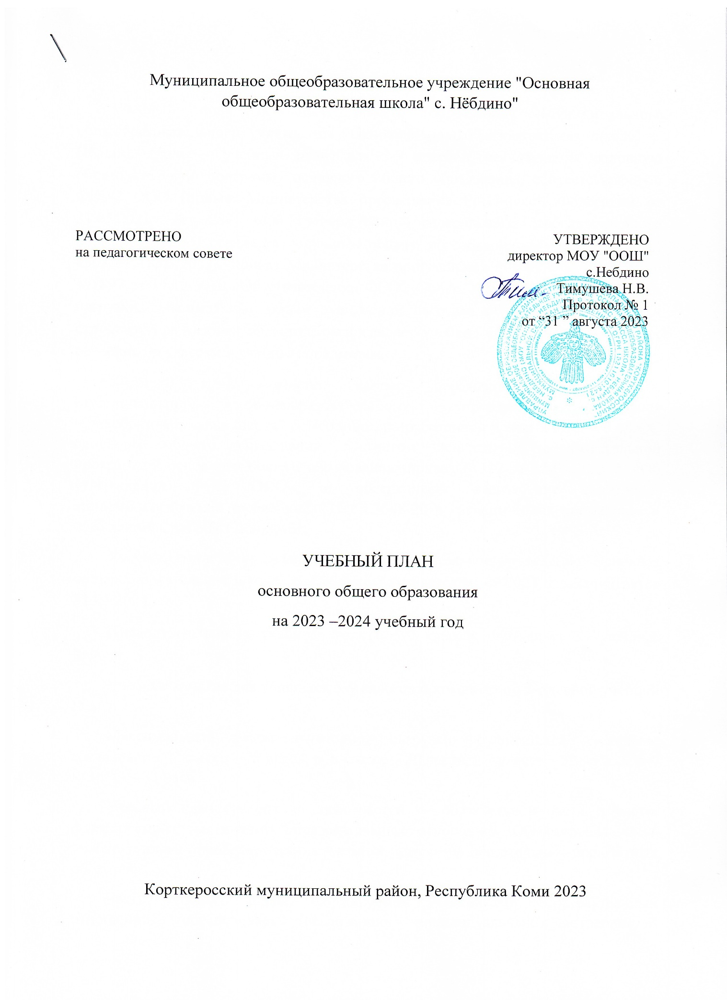 Муниципальное общеобразовательное учреждение "Основная
общеобразовательная школа" с. Нёбдино"
РАССМОТРЕНО
на педагогическом совете
УТВЕРЖДЕНО
директор МОУ "ООШ"
с.Небдино
Тимушева Н.В.
Протокол № 1
от “31 ” августа 2023
УЧЕБНЫЙ ПЛАН
основного общего образования
на 2023 –2024 учебный год
Корткеросский муниципальный район, Республика Коми 2023